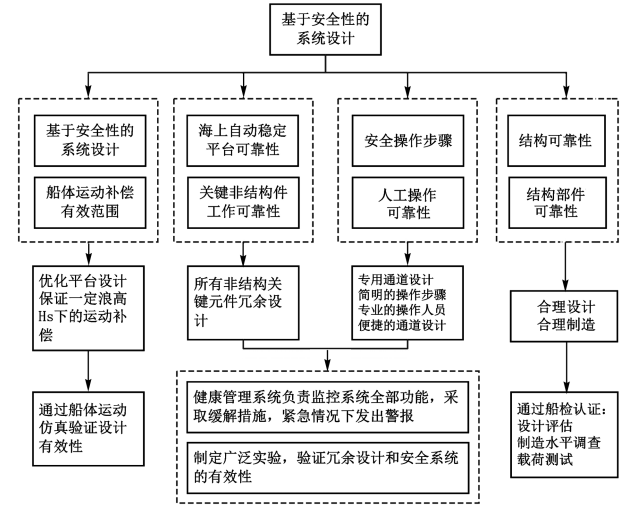 基于安全性的
系统设计
基于安全性的
系统设计
船体运动补偿
有效范围
海上自动稳定
平台可靠性
关键非结构件
工作可靠性
安全操作步骤
人工操作
可靠性
结构可靠性
结构部件
可靠性
优化平台设计
保证一定浪高
Hs下的运动补
偿
所有非结构关
键元件冗余设
计
专用通道设计
简明的操作步骤
专业的操作人员
便捷的通道设计
合理设计
合理制造
通过船体运动
仿真验证设计
有效性
健康管理系统负责监控系统全部功能，采
取缓解措施，紧急情况下发出警报
制定广泛实验，验证冗余设计和安全系统
的有效性
通过船检认证：
设计评估
制造水平调查
载荷测试